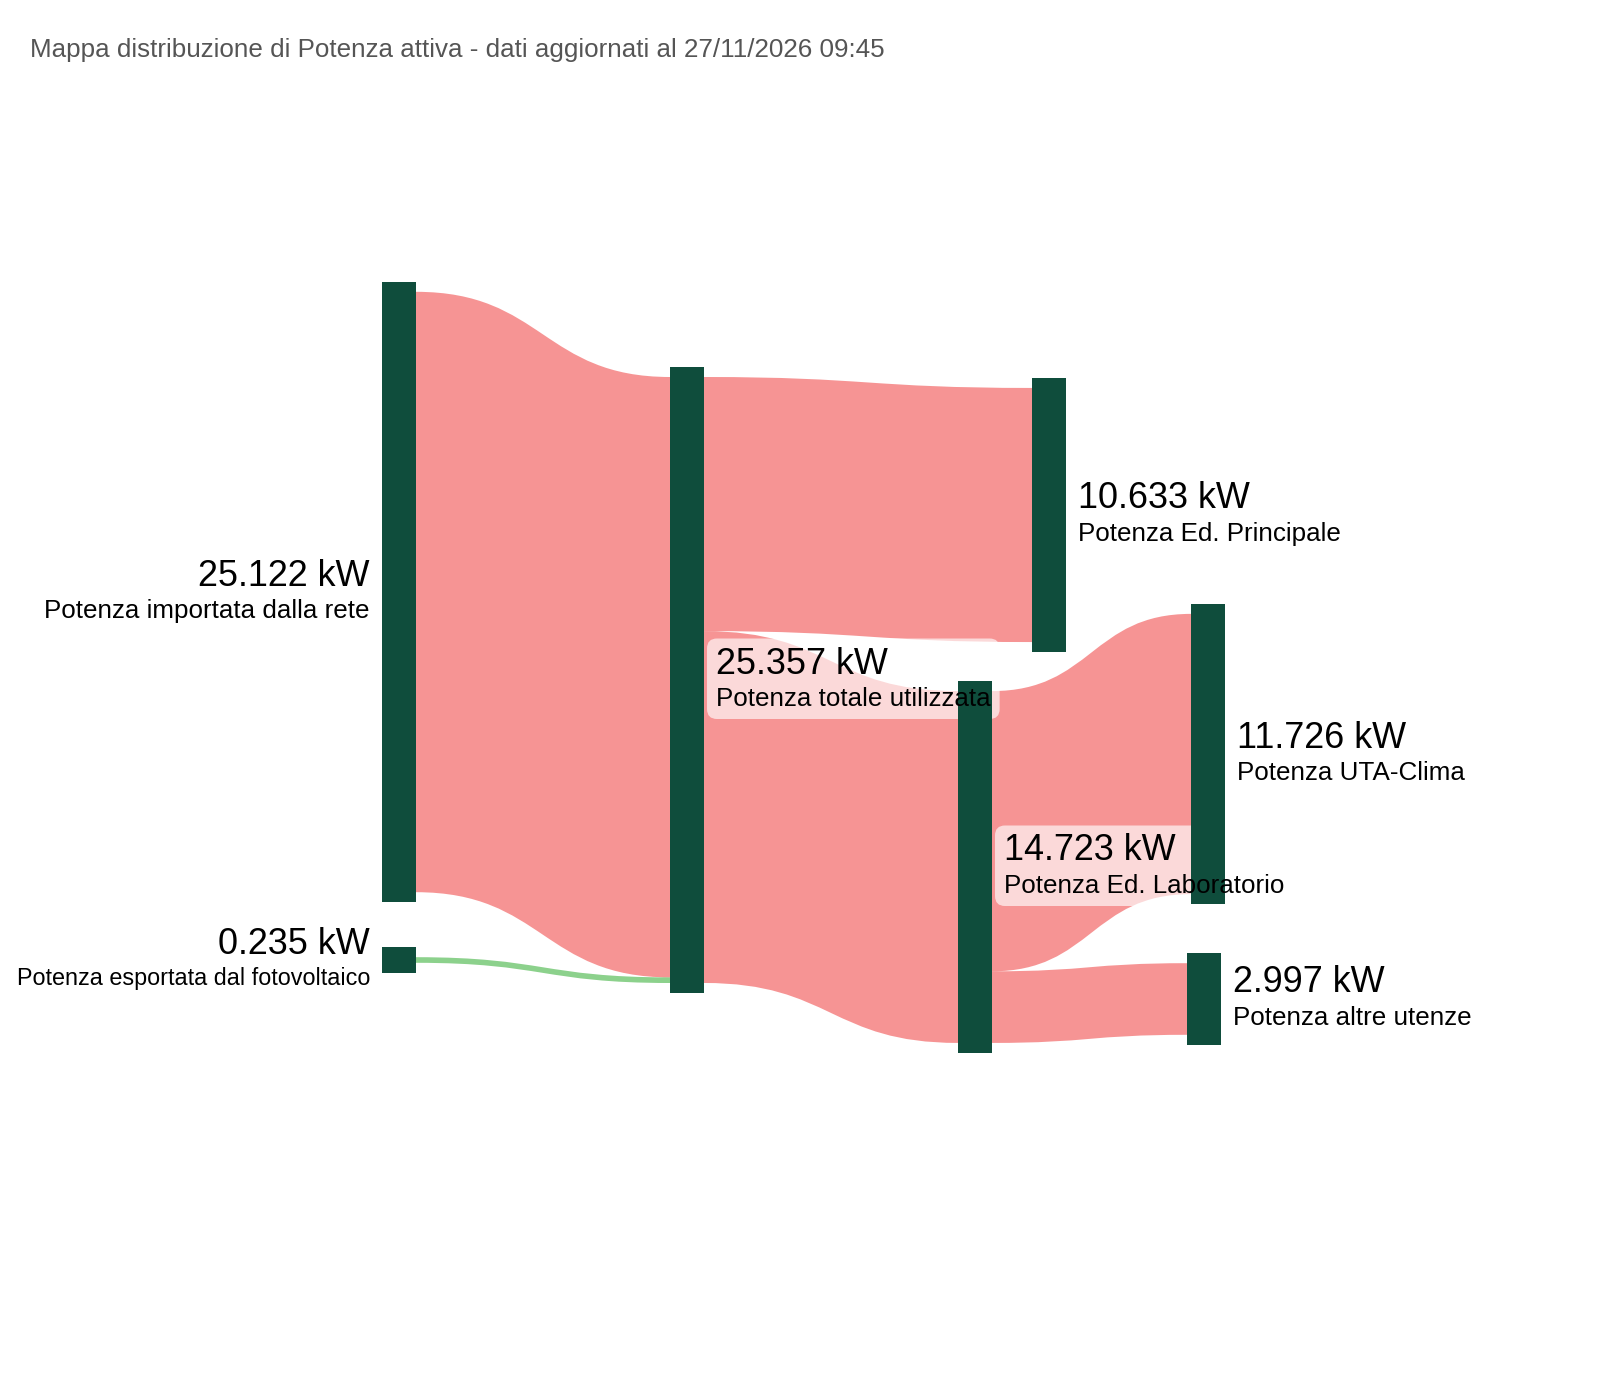 Mappa distribuzione di Potenza attiva - dati aggiornati al 27/11/2026 09:45
25.122 kW
Potenza importata dalla rete
0.235 kW
Potenza esportata dal fotovoltaico
25.357 kW
Potenza totale utilizzata
10.633 kW
Potenza Ed. Principale
14.723 kW
Potenza Ed. Laboratorio
11.726 kW
Potenza UTA-Clima
2.997 kW
Potenza altre utenze